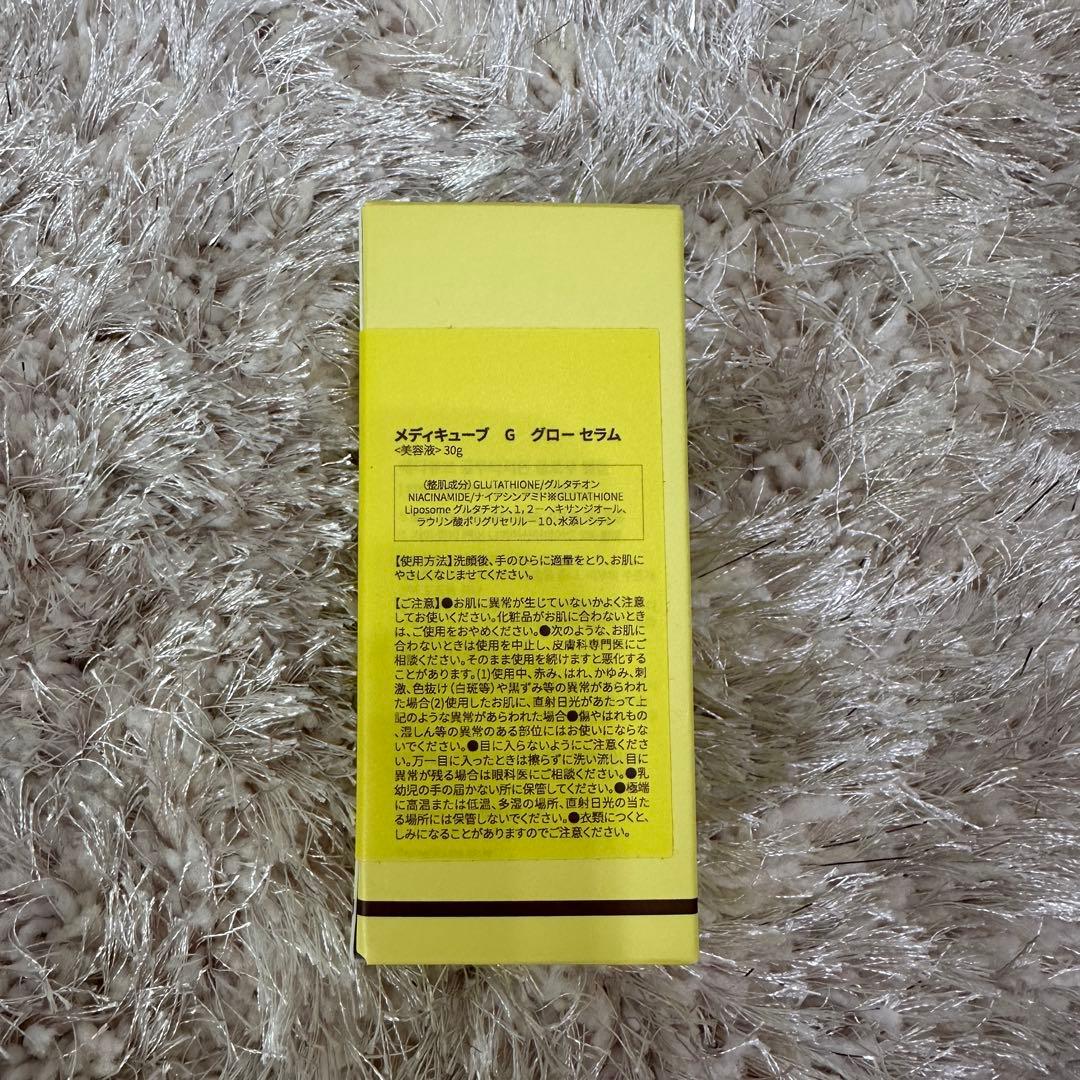 メディキューブ　G　グロー セラム
<美容液> 30g
（整肌成分）GLUTATHIONE/グルタチオン
NIACINAMIDE/ナイアシンアミド※GLUTATHIONE
Liposome グルタチオン、1，2－ヘキサンジオール、
ラウリン酸ポリグリセリル－10、水添レシチン
【使用方法】洗顔後、手のひらに適量をとり、お肌に
やさしくなじませてください。
【ご注意】●お肌に異常が生じていないかよく注意
してお使いください。化粧品がお肌に合わないとき
は、ご使用をおやめください。●次のような、お肌に
合わないときは使用を中止し、皮膚科専門医にご
相談ください。そのまま使用を続けますと悪化する
ことがあります。(1)使用中、赤み、はれ、かゆみ、刺
激、色抜け（白斑等）や黒ずみ等の異常があらわれ
た場合(2)使用したお肌に、直射日光があたって上
記のような異常があらわれた場合●傷やはれもの
、湿しん等の異常のある部位にはお使いにならな
いでください。●目に入らないようにご注意くださ
い。万一目に入ったときは擦らずに洗い流し、目に
異常が残る場合は眼科医にご相談ください。●乳
幼児の手の届かない所に保管してください。●極端
に高温または低温、多湿の場所、直射日光の当た
る場所には保管しないでください。●衣類につくと、
しみになることがありますのでご注意ください。